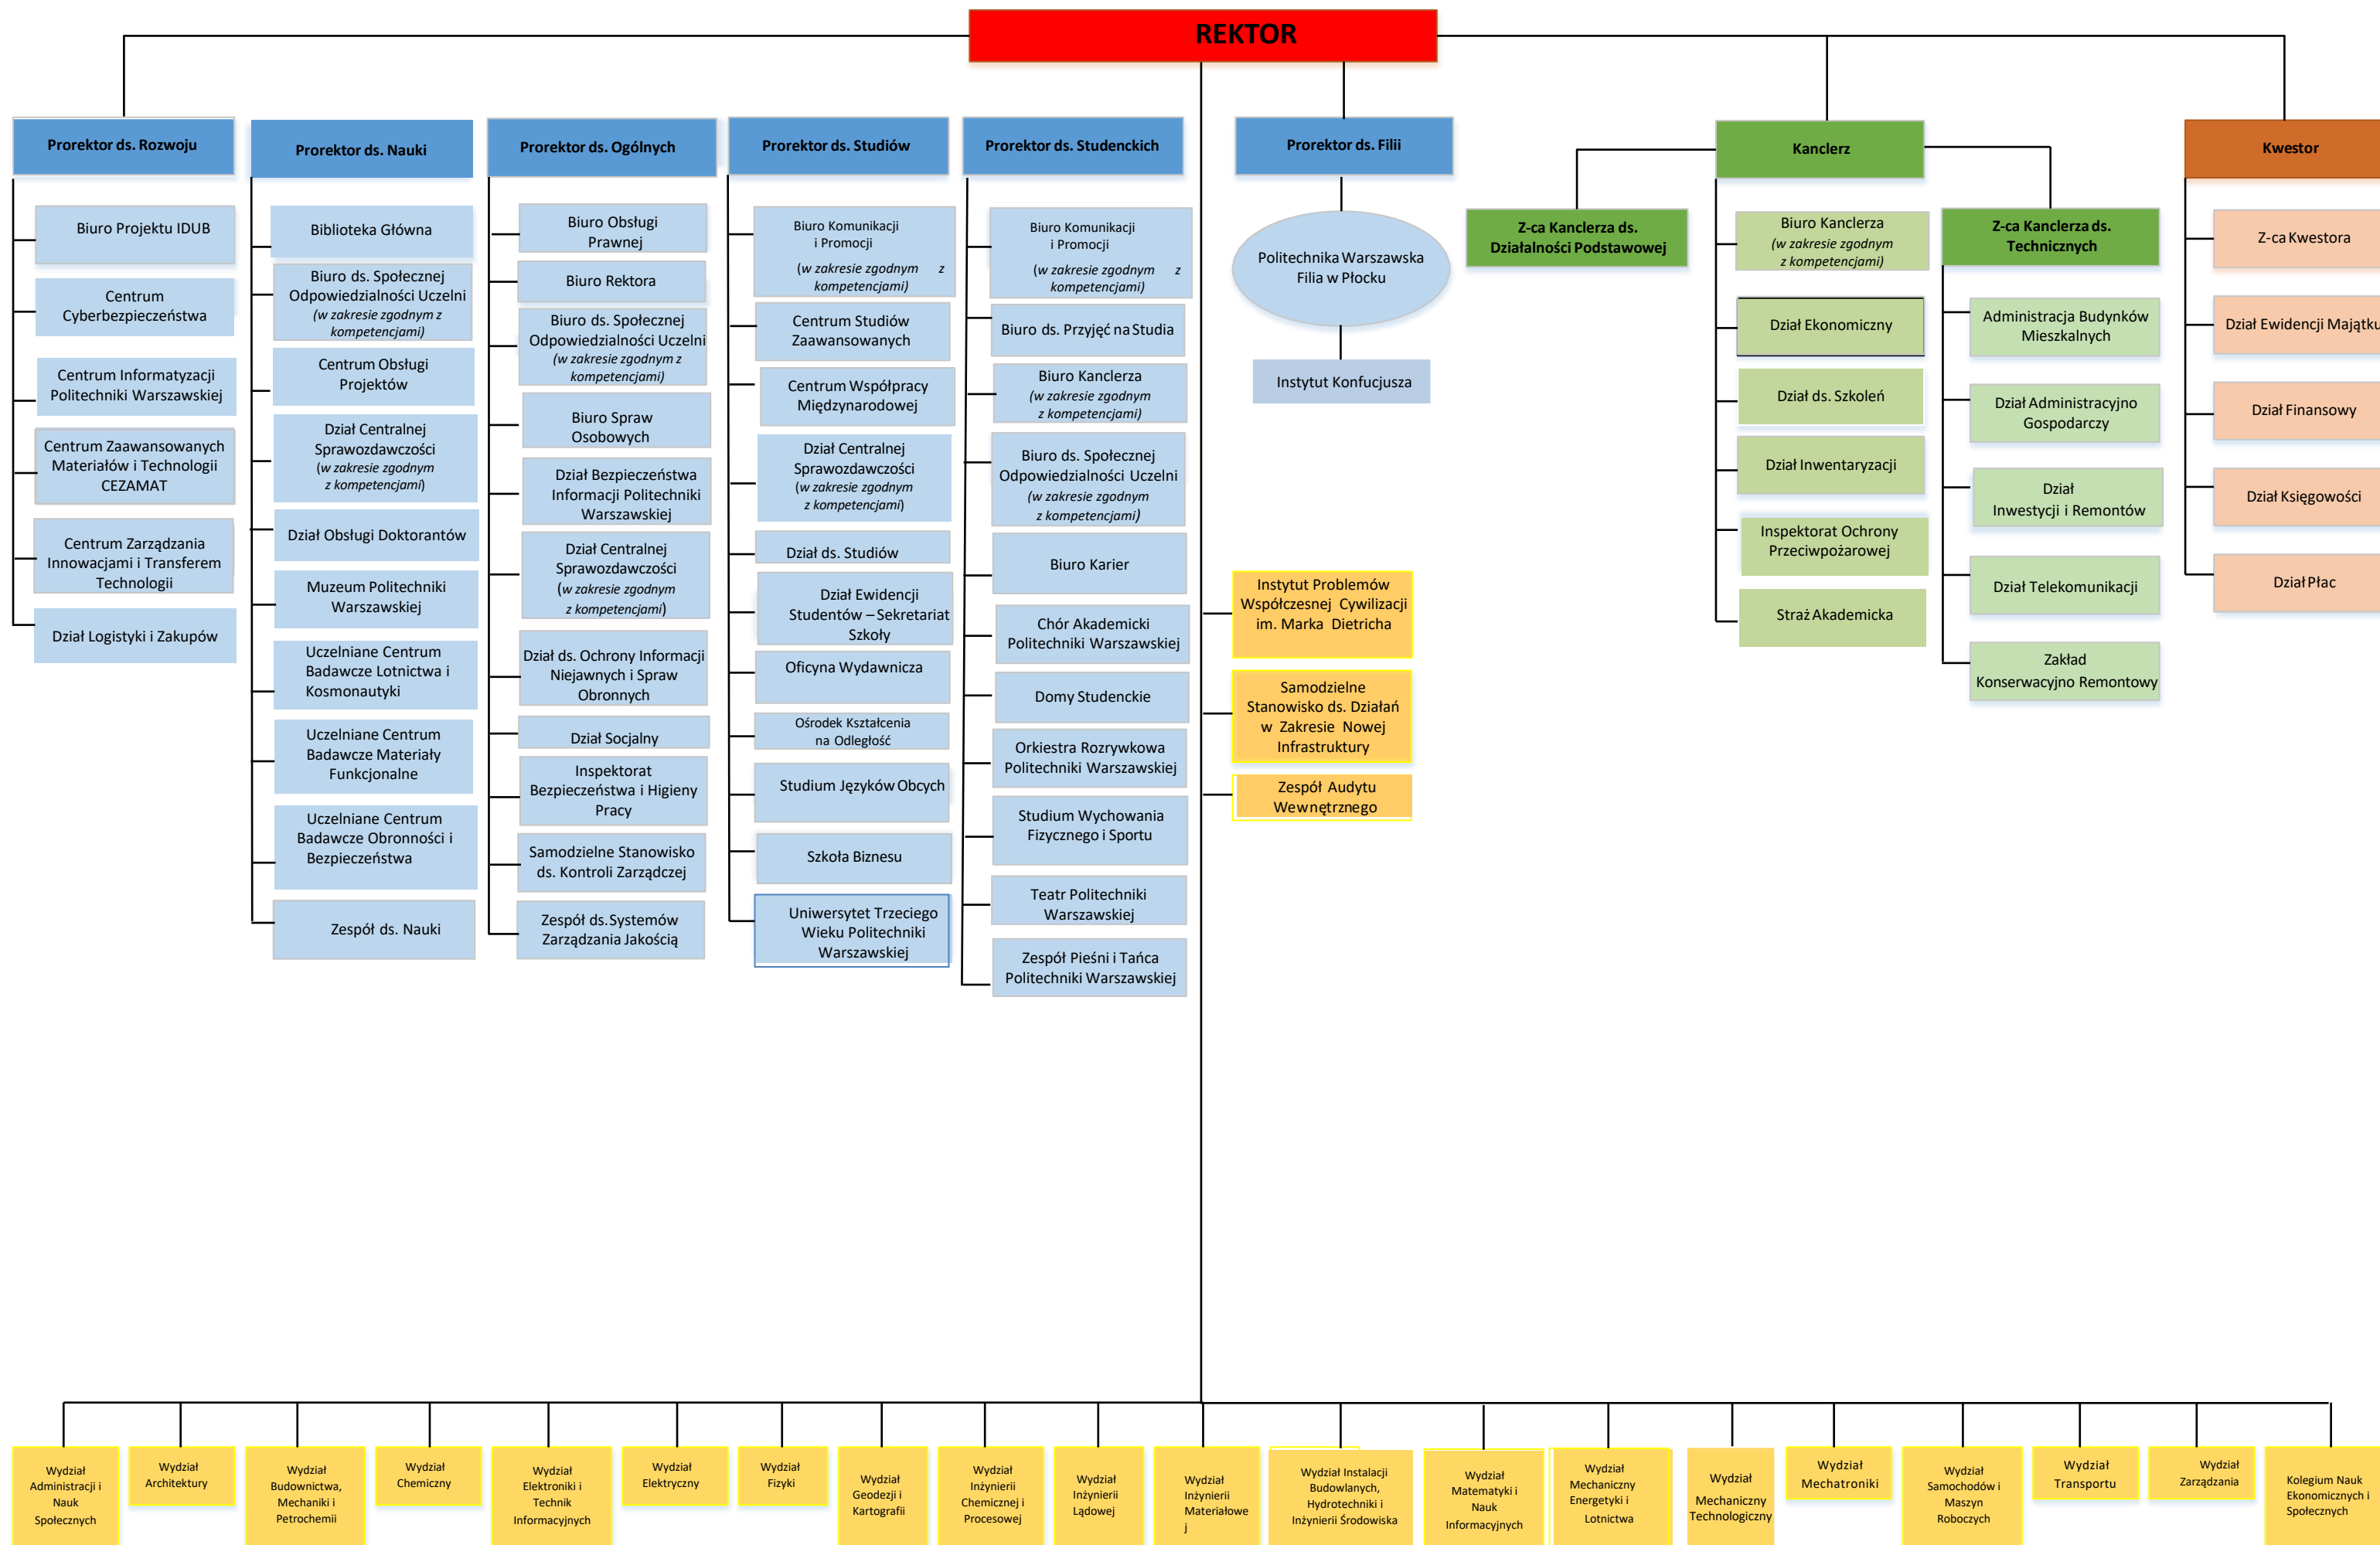 REKTOR
Prorektor ds. Rozwoju
Biuro Projektu IDUB
Centrum
Cyberbezpieczeństwa
Centrum Informatyzacji
Politechniki Warszawskiej
Centrum Zaawansowanych
Materiałów i Technologii
CEZAMAT
Centrum Zarządzania
Innowacjami i Transferem
Technologii
Dział Logistyki i Zakupów
Prorektor ds. Nauki
Biblioteka Główna
Biuro ds. Społecznej
Odpowiedzialności Uczelni
(w zakresie zgodnym z
kompetencjami)
Centrum Obsługi
Projektów
Dział Centralnej
Sprawozdawczości
(w zakresie zgodnym
z kompetencjami)
Dział Obsługi Doktorantów
Muzeum Politechniki
Warszawskiej
Uczelniane Centrum
Badawcze Lotnictwa i
Kosmonautyki
Uczelniane Centrum
Badawcze Materiały
Funkcjonalne
Uczelniane Centrum
Badawcze Obronności i
Bezpieczeństwa
Zespół ds. Nauki
Prorektor ds. Ogólnych
Biuro Obsługi
Prawnej
Biuro Rektora
Biuro ds. Społecznej
Odpowiedzialności Uczelni
(w zakresie zgodnym z
kompetencjami)
Biuro Spraw
Osobowych
Dział Bezpieczeństwa
Informacji Politechniki
Warszawskiej
Dział Centralnej
Sprawozdawczości
(w zakresie zgodnym
z kompetencjami)
Dział ds. Ochrony Informacji
Niejawnych i Spraw
Obronnych
Dział Socjalny
Inspektorat
Bezpieczeństwa i Higieny
Pracy
Samodzielne Stanowisko
ds. Kontroli Zarządczej
Zespół ds. Systemów
Zarządzania Jakością
Prorektor ds. Studiów
Biuro Komunikacji
i Promocji
(w zakresie zgodnym z
kompetencjami)
Centrum Studiów
Zaawansowanych
Centrum Współpracy
Międzynarodowej
Dział Centralnej
Sprawozdawczości
(w zakresie zgodnym
z kompetencjami)
Dział ds. Studiów
Dział Ewidencji
Studentów – Sekretariat
Szkoły
Oficyna Wydawnicza
Ośrodek Kształcenia
na Odległość
Studium Języków Obcych
Szkoła Biznesu
Uniwersytet Trzeciego
Wieku Politechniki
Warszawskiej
Prorektor ds. Studenckich
Biuro Komunikacji
i Promocji
(w zakresie zgodnym z
kompetencjami)
Biuro ds. Przyjęć na Studia
Biuro Kanclerza
(w zakresie zgodnym
z kompetencjami)
Biuro ds. Społecznej
Odpowiedzialności Uczelni
(w zakresie zgodnym
z kompetencjami)
Biuro Karier
Chór Akademicki
Politechniki Warszawskiej
Domy Studenckie
Orkiestra Rozrywkowa
Politechniki Warszawskiej
Studium Wychowania
Fizycznego i Sportu
Teatr Politechniki
Warszawskiej
Zespół Pieśni i Tańca
Politechniki Warszawskiej
Prorektor ds. Filii
Politechnika Warszawska
Filia w Płocku
Instytut Konfucjusza
Instytut Problemów
Współczesnej Cywilizacji
im. Marka Dietricha
Samodzielne
Stanowisko ds. Działań
w Zakresie Nowej
Infrastruktury
Zespół Audytu
Wewnętrznego
Kanclerz
Z-ca Kanclerza ds.
Działalności Podstawowej
Biuro Kanclerza
(w zakresie zgodnym
z kompetencjami)
Dział Ekonomiczny
Dział ds. Szkoleń
Dział Inwentaryzacji
Inspektorat Ochrony
Przeciwpożarowej
Straż Akademicka
Z-ca Kanclerza ds.
Technicznych
Administracja Budynków
Mieszkalnych
Dział Administracyjno
Gospodarczy
Dział
Inwestycji i Remontów
Dział Telekomunikacji
Zakład
Konserwacyjno Remontowy
Kwestor
Z-ca Kwestora
Dział Ewidencji Majątku
Dział Finansowy
Dział Księgowości
Dział Płac
Wydział
Administracji i
Nauk
Społecznych
Wydział
Architektury
Wydział
Budownictwa,
Mechaniki i
Petrochemii
Wydział
Chemiczny
Wydział
Elektroniki i
Technik
Informacyjnych
Wydział
Elektryczny
Wydział
Fizyki
Wydział
Geodezji i
Kartografii
Wydział
Inżynierii
Chemicznej i
Procesowej
Wydział
Inżynierii
Lądowej
Wydział
Inżynierii
Materiałowe
j
Wydział Instalacji
Budowlanych,
Hydrotechniki i
Inżynierii Środowiska
Wydział
Matematyki i
Nauk
Informacyjnych
Wydział
Mechaniczny
Energetyki i
Lotnictwa
Wydział
Mechaniczny
Technologiczny
Wydział
Mechatroniki
Wydział
Samochodów i
Maszyn
Roboczych
Wydział
Transportu
Wydział
Zarządzania
Kolegium Nauk
Ekonomicznych i
Społecznych